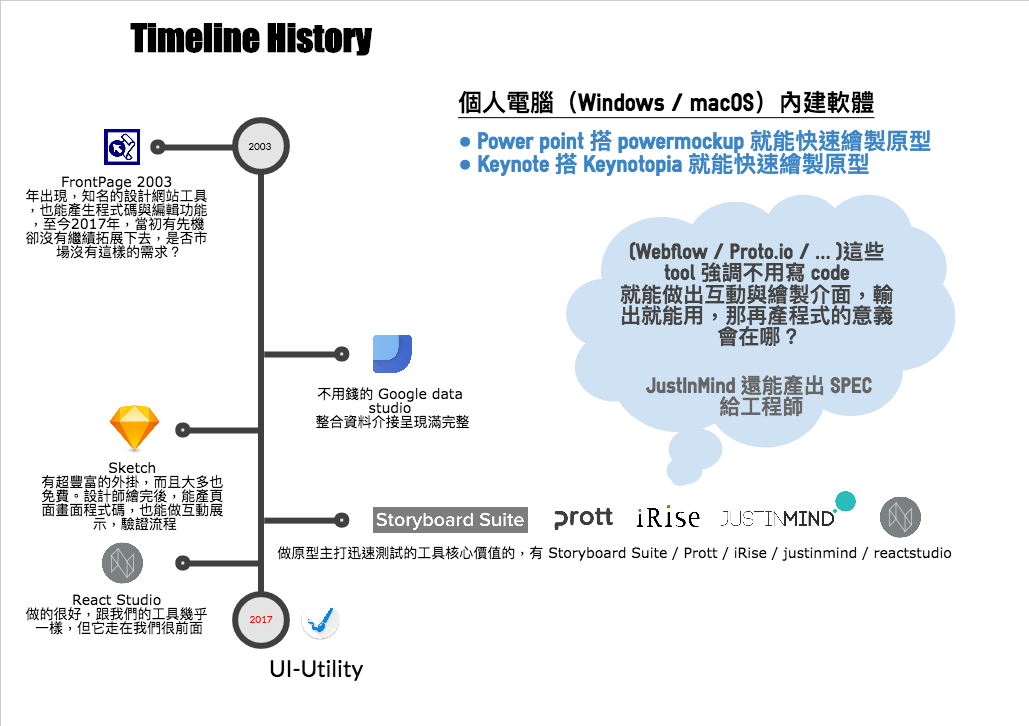 Timeline History
個人電腦（Windows / macOS）內建軟體
● Power point 搭 powermockup 就能快速繪製原型
● Keynote 搭 Keynotopia 就能快速繪製原型
2003
FrontPage 2003
年出現，知名的設計網站工具
，也能產生程式碼與編輯功能
，至今2017年，當初有先機
卻沒有繼續拓展下去，是否市
場沒有這樣的需求？
(Webflow / Proto.io / ... )這些
tool 強調不用寫 code
就能做出互動與繪製介面，輸
出就能用，那再產程式的意義
會在哪？
JustInMind 還能產出 SPEC
給工程師
不用錢的 Google data
studio
整合資料介接呈現滿完整
Sketch
有超豐富的外掛，而且大多也
免費。設計師繪完後，能產頁
面畫面程式碼，也能做互動展
示，驗證流程
Storyboard Suite
prott
iRise
JUSTINMIND
做原型主打迅速測試的工具核心價值的，有 Storyboard Suite / Prott / iRise / justinmind / reactstudio
React Studio
做的很好，跟我們的工具幾乎
一樣，但它走在我們很前面
2017
UI-Utility